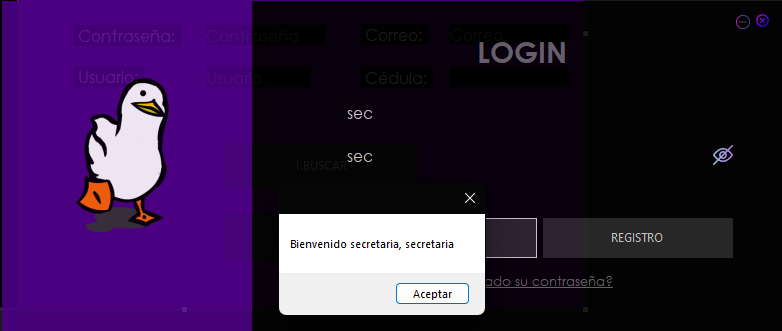 Contraseña:
Contraseña
Correo:
Correo
LOGIN
Usuario:
Usuario
Cédula:
sec
sec
1.BUSCAR
Bienvenido secretaria, secretaria
Aceptar
REGISTRO
ado su contraseña?